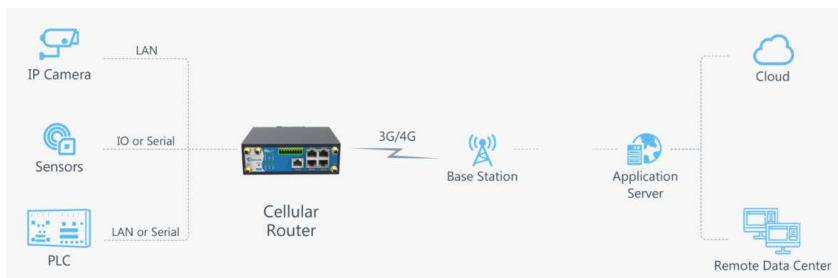 LAN
IP Camera
IO or Serial
Sensors
LAN or Serial
PLC
Cellular
Router
3G/4G
Base Station
Application
Server
Cloud
Remote Data Center